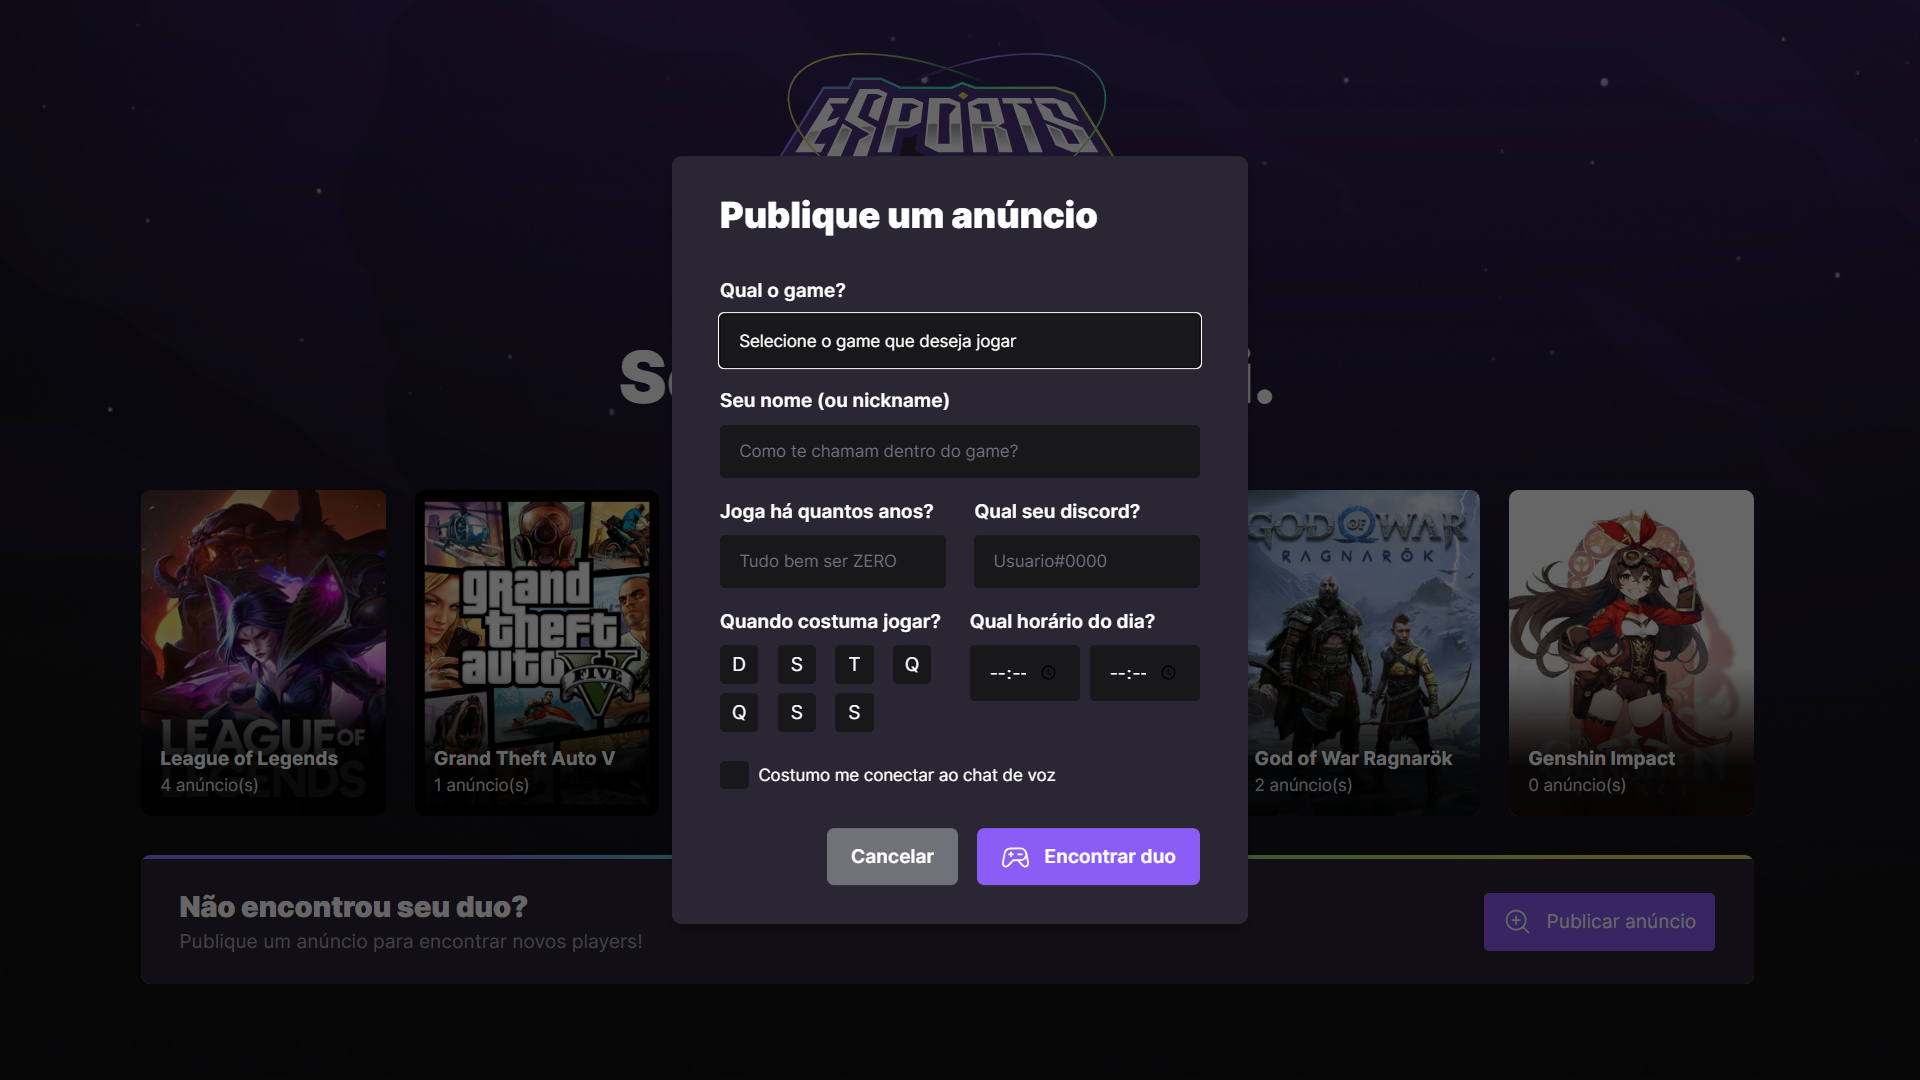 ESPORTS
Publique um anúncio
Qual o game?
Selecione o game que deseja jogar
Seu nome (ou nickname)
Como te chamam dentro do game?
Joga há quantos anos? Qual seu discord?
Tudo bem ser ZERO Usuario#0000
Quando costuma jogar? Qual horário do dia?
D S T Q
--:-- --:--
Q S S
Costumo me conectar ao chat de voz
Cancelar Encontrar duo
grand
theft
auto
FIVE
GOD OF WAR
RAGNARÖK
LEAGUE OF
LEGENDS
League of Legends
4 anúncio(s)
Grand Theft Auto V
1 anúncio(s)
God of War Ragnarök
2 anúncio(s)
Genshin Impact
0 anúncio(s)
Não encontrou seu duo?
Publique um anúncio para encontrar novos players!
Publicar anúncio